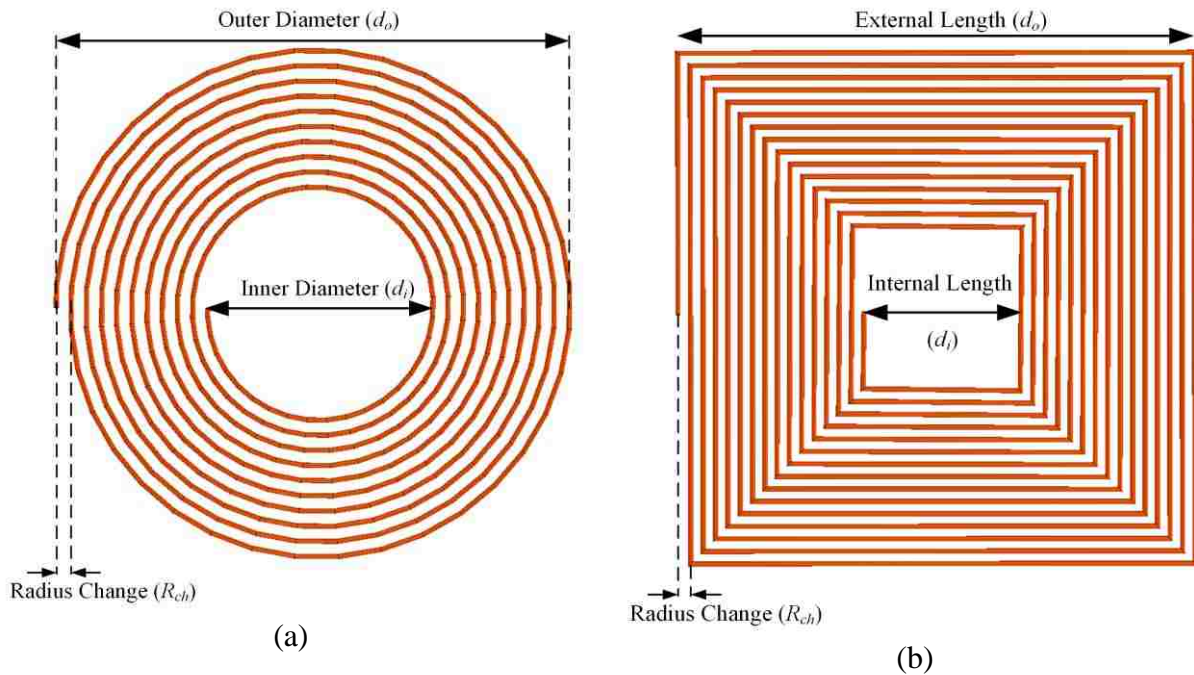 Outer Diameter (do)
Inner Diameter (di)
Radius Change (Rch)
(a)
External Length (do)
Internal Length
(di)
Radius Change (Rch)
(b)